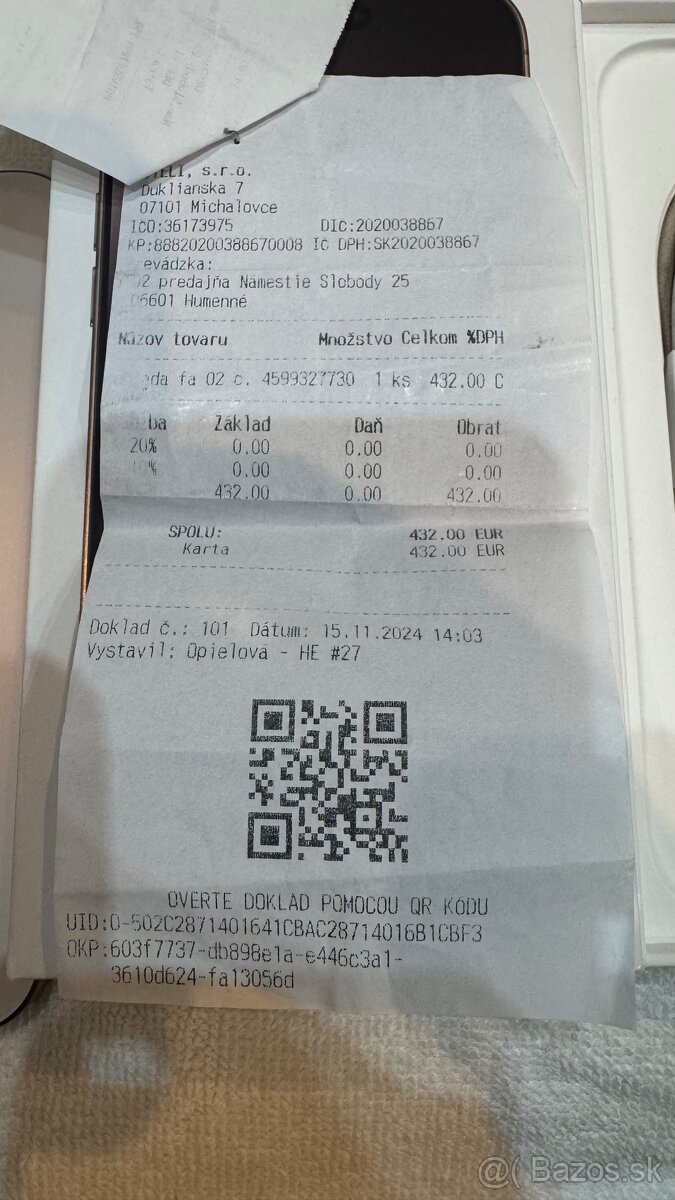 s.r.o.
Duklianska 7
07101 Michalovce
IČO:36173975 DIČ:2020038867
KP:88820200388670008 IČ DPH:SK2020038867
evádzka:
02 predajňa Námestie Slobody 25
06601 Humenné
Názov tovaru Množstvo Celkom %DPH
fa 02 č. 4599327730 1 ks 432.00 C
Základ Daň Obrat
20% 0.00 0.00 0.00
% 0.00 0.00 0.00
432.00 0.00 432.00
SPOLU: 432.00 EUR
Karta 432.00 EUR
Doklad č.: 101 Dátum: 15.11.2024 14:03
Vystavil: Opielová - HE #27
OVERTE DOKLAD POMOCOU QR KÓDU
UID:O-502C2871401641CBAC28714016B1CBF3
OKP:603f7737-db898e1a-e446c3a1-
3610d624-fa13056d
@( Bazos.sk